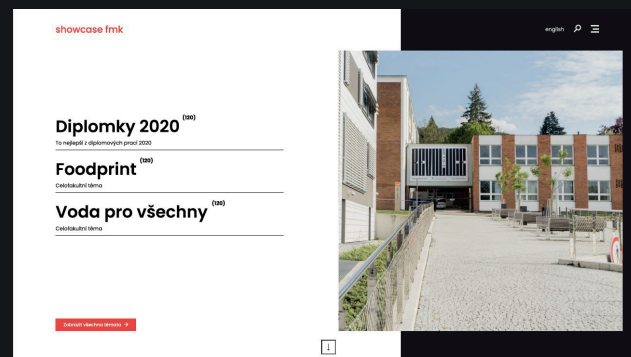 showcase fmk
english
Diplomky 2020 (120)
To nejlepší z diplomových prací 2020
Foodprint (120)
Celofakultní téma
Voda pro všechny (120)
Celofakultní téma
Zobrazit všechna témata →